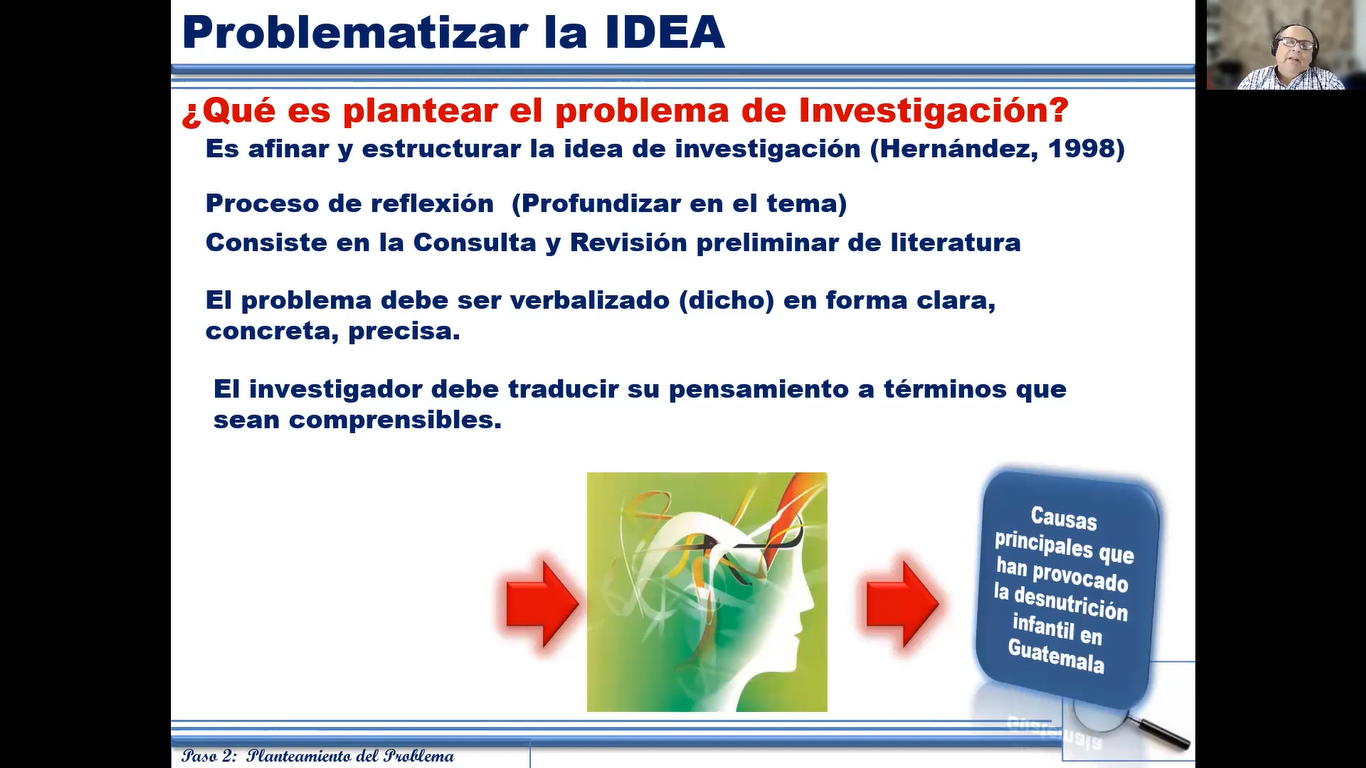 Problematizar la IDEA
¿Qué es plantear el problema de Investigación?
Es afinar y estructurar la idea de investigación (Hernández, 1998)
Proceso de reflexión  (Profundizar en el tema)
Consiste en la Consulta y Revisión preliminar de literatura
El problema debe ser verbalizado (dicho) en forma clara,
concreta, precisa.
El investigador debe traducir su pensamiento a términos que
sean comprensibles.
Causas
principales que
han provocado
la desnutrición
infantil en
Guatemala
Paso 2:  Planteamiento del Problema